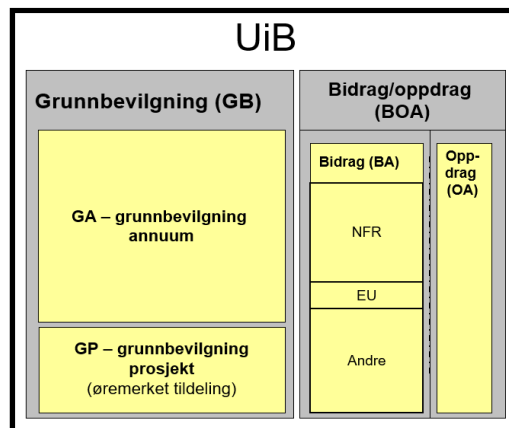 UiB
Grunnbevilgning (GB)
GA – grunnbevilgning
annuum
GP – grunnbevilgning
prosjekt
(øremerket tildeling)
Bidrag/oppdrag
(BOA)
Bidrag (BA)
NFR
EU
Andre
Opp-
drag
(OA)